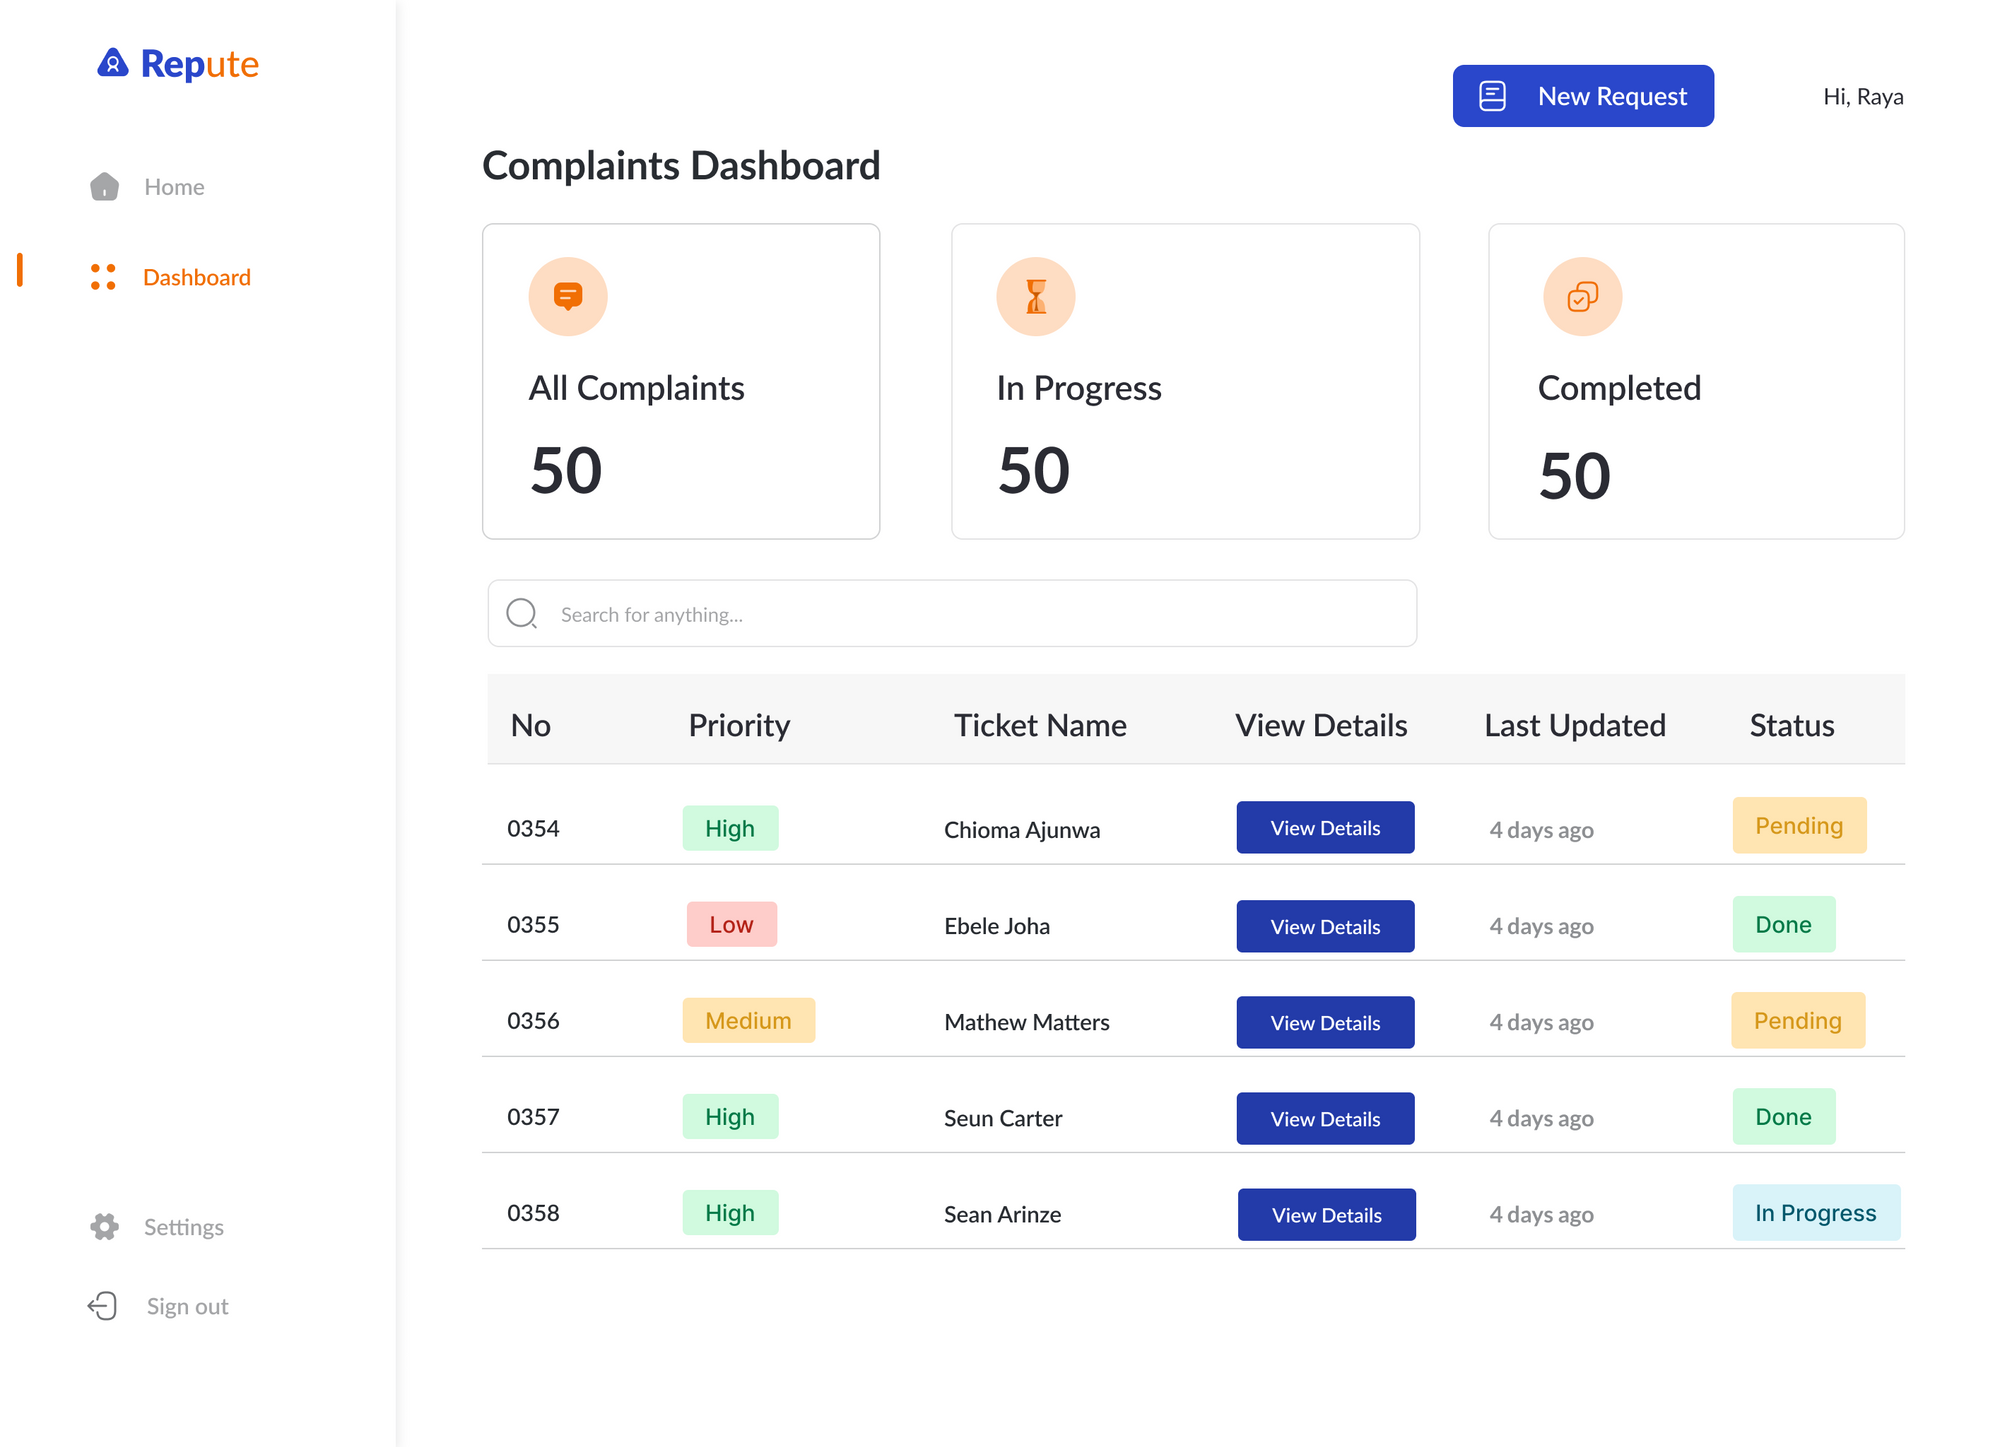 Repute
New Request
Hi, Raya
Home
Dashboard
Complaints Dashboard
All Complaints
50
In Progress
50
Completed
50
Search for anything...
No Priority Ticket Name View Details Last Updated Status
0354 High Chioma Ajunwa View Details 4 days ago Pending
0355 Low Ebele Joha View Details 4 days ago Done
0356 Medium Mathew Matters View Details 4 days ago Pending
0357 High Seun Carter View Details 4 days ago Done
0358 High Sean Arinze View Details 4 days ago In Progress
Settings
Sign out